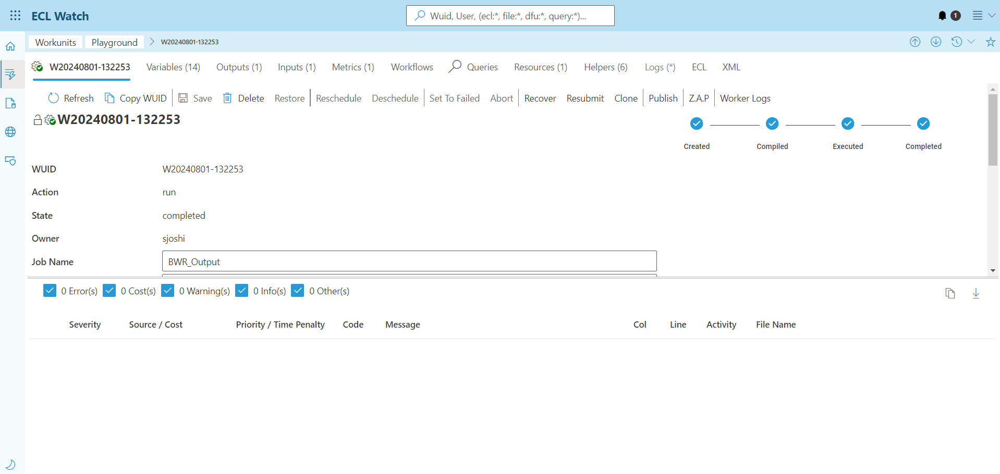 ECL Watch
Wuid, User, (ecl:*, file:*, dfu:*, query:*)...
1
Workunits Playground W20240801-132253
W20240801-132253 Variables (14) Outputs (1) Inputs (1) Metrics (1) Workflows Queries Resources (1) Helpers (6) Logs (*) ECL XML
Refresh Copy WUID Save Delete Restore Reschedule Deschedule Set To Failed Abort Recover Resubmit Clone Publish Z.A.P Worker Logs
W20240801-132253
Created Compiled Executed Completed
WUID W20240801-132253
Action run
State completed
Owner sjoshi
Job Name BWR_Output
0 Error(s) 0 Cost(s) 0 Warning(s) 0 Info(s) 0 Other(s)
Severity Source / Cost Priority / Time Penalty Code Message Col Line Activity File Name